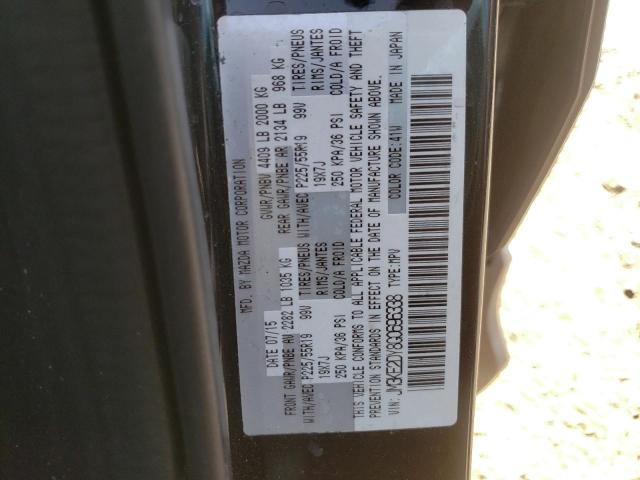 MFD. BY MAZDA MOTOR CORPORATION
DATE 07/15 GVWR/PNBV 4409 LB 2000 KG
FRONT GAWR/PNBE AV 2282 LB 1035 KG REAR GAWR/PNBE AR 2134 LB 968 KG
WITH/AVEC P225/55R19 99V TIRES/PNEUS WITH/AVEC P225/55R19 99V TIRES/PNEUS
19X7J RIMS/JANTES 19X7J RIMS/JANTES
250 KPA/36 PSI COLD/A FROID 250 KPA/36 PSI COLD/A FROID
THIS VEHICLE CONFORMS TO ALL APPLICABLE FEDERAL MOTOR VEHICLE SAFETY AND THEFT
PREVENTION STANDARDS IN EFFECT ON THE DATE OF MANUFACTURE SHOWN ABOVE.
VIN: JM3KE2DY8G0696338 TYPE:MPV COLOR CODE:41W MADE IN JAPAN